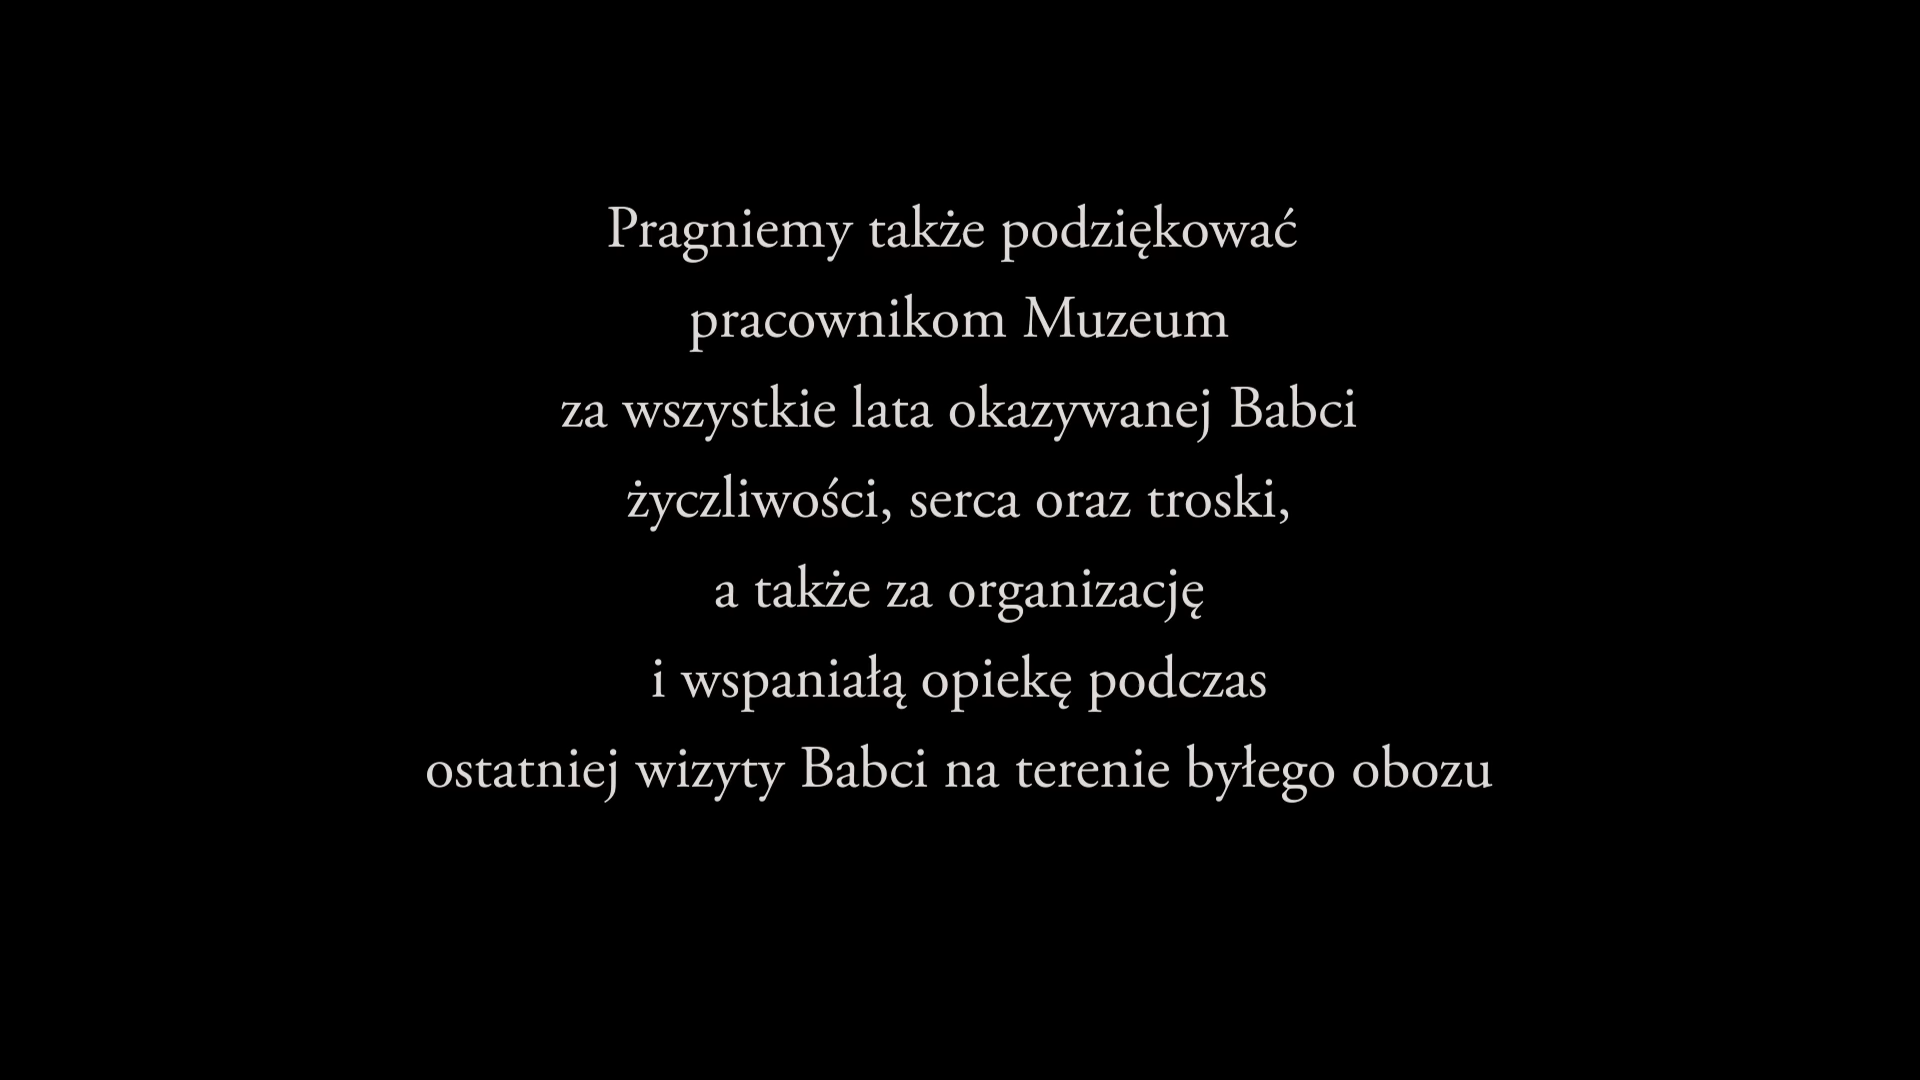 Pragniemy także podziękować
pracownikom Muzeum
za wszystkie lata okazywanej Babci
życzliwości, serca oraz troski,
a także za organizację
i wspaniałą opiekę podczas
ostatniej wizyty Babci na terenie byłego obozu